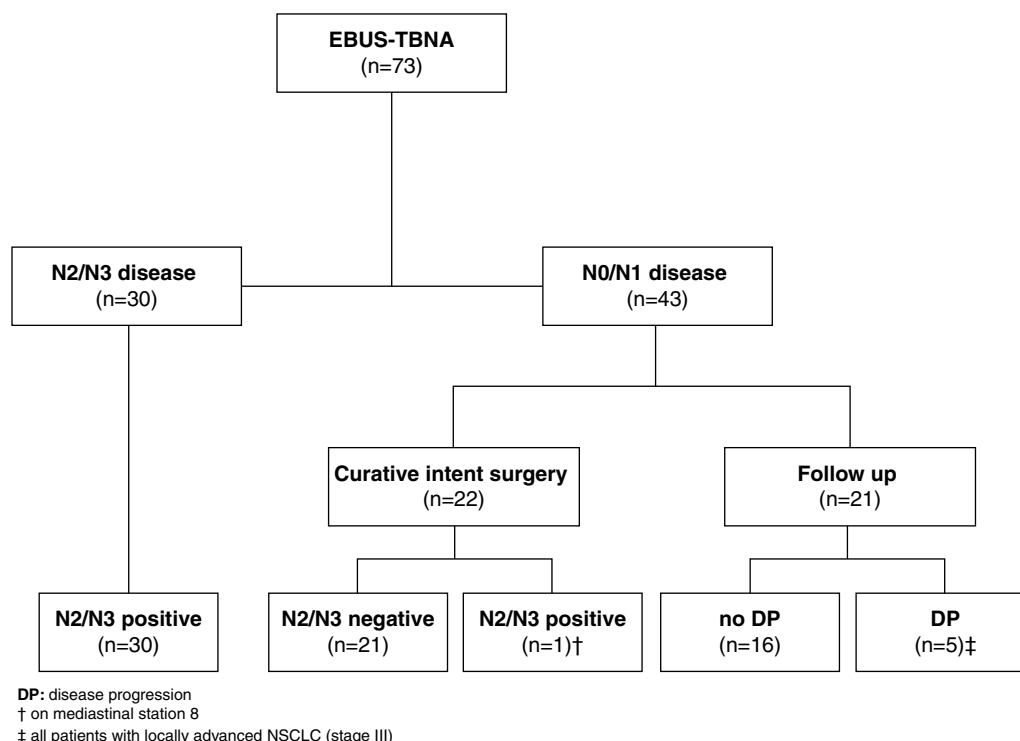 EBUS-TBNA
(n=73)
N2/N3 disease
(n=30)
N0/N1 disease
(n=43)
Curative intent surgery
(n=22)
Follow up
(n=21)
N2/N3 positive
(n=30)
N2/N3 negative
(n=21)
N2/N3 positive
(n=1)†
no DP
(n=16)
DP
(n=5)‡
DP: disease progression
† on mediastinal station 8
‡ all patients with locally advanced NSCLC (stage III)